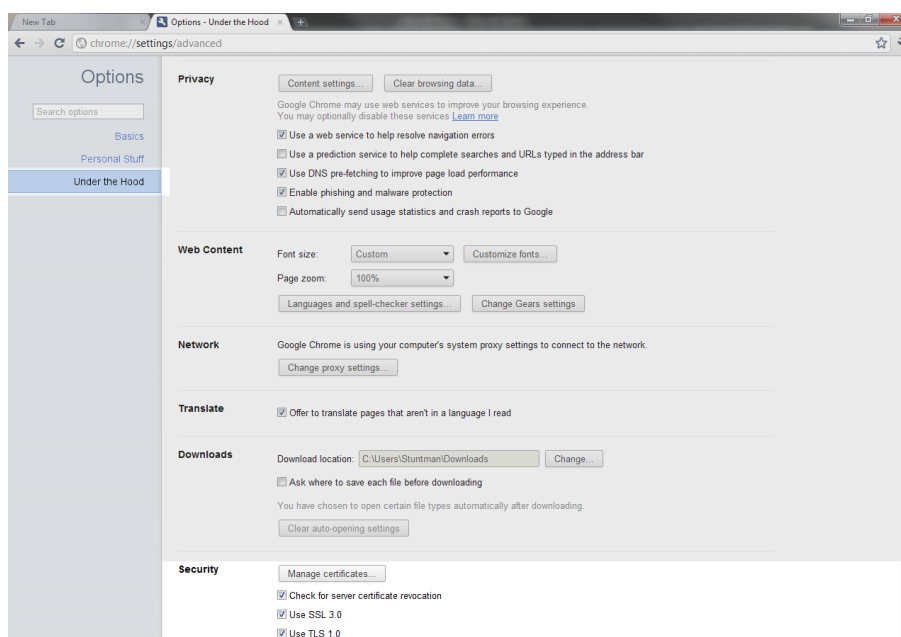 New Tab
Options - Under the Hood
chrome://settings/advanced
Options
Search options
Basics
Personal Stuff
Under the Hood
Privacy
Content settings...
Clear browsing data...
Google Chrome may use web services to improve your browsing experience.
You may optionally disable these services Learn more
Use a web service to help resolve navigation errors
Use a prediction service to help complete searches and URLs typed in the address bar
Use DNS pre-fetching to improve page load performance
Enable phishing and malware protection
Automatically send usage statistics and crash reports to Google
Web Content
Font size: Custom Customize fonts...
Page zoom: 100%
Languages and spell-checker settings... Change Gears settings
Network
Google Chrome is using your computer's system proxy settings to connect to the network.
Change proxy settings...
Translate
Offer to translate pages that aren't in a language I read
Downloads
Download location: C:\Users\Stuntman\Downloads Change...
Ask where to save each file before downloading
You have chosen to open certain file types automatically after downloading.
Clear auto-opening settings
Security
Manage certificates...
Check for server certificate revocation
Use SSL 3.0
Use TLS 1.0